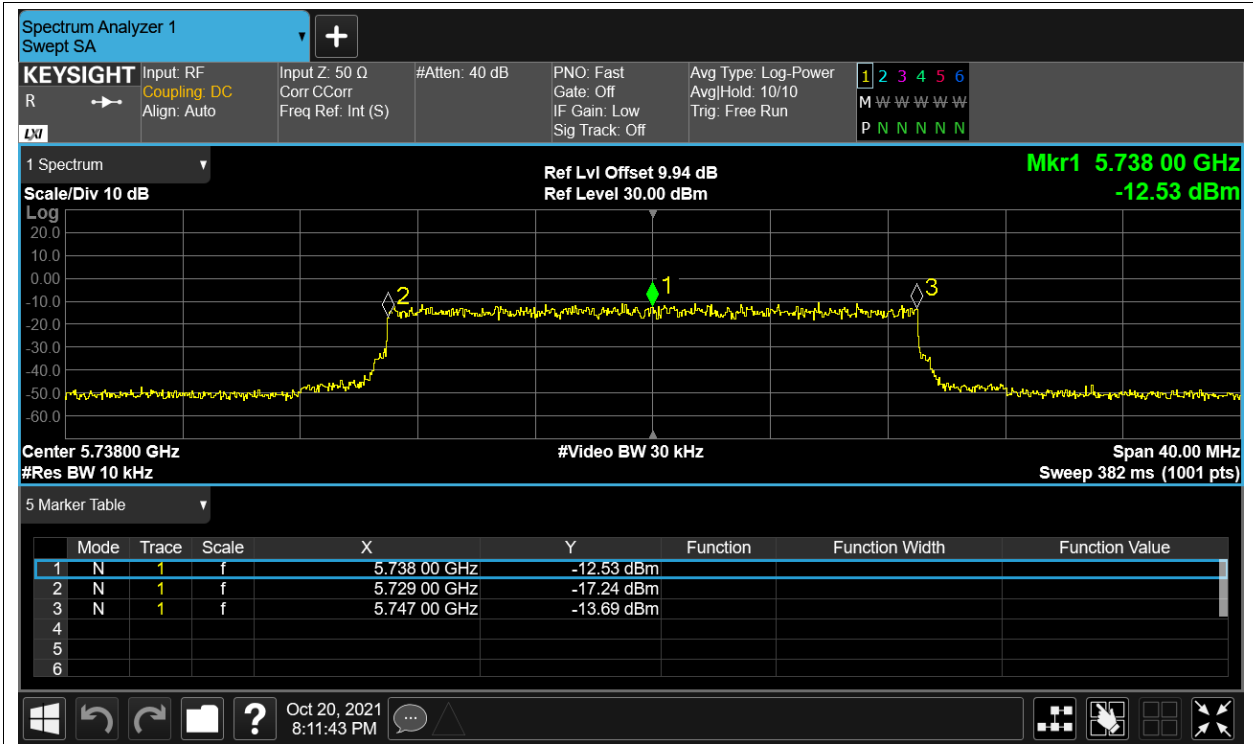 Spectrum Analyzer 1
Swept SA
+
KEYSIGHT
R
LXI
Input: RF
Coupling: DC
Align: Auto
Input Z: 50 Ω
Corr CCorr
Freq Ref: Int (S)
#Atten: 40 dB
PNO: Fast
Gate: Off
IF Gain: Low
Sig Track: Off
Avg Type: Log-Power
Avg|Hold: 10/10
Trig: Free Run
1 2 3 4 5 6
M W W W W W
P N N N N N
1 Spectrum
Scale/Div 10 dB
Ref Lvl Offset 9.94 dB
Ref Level 30.00 dBm
Mkr1 5.738 00 GHz
-12.53 dBm
Log
20.0
10.0
0.00
-10.0
-20.0
-30.0
-40.0
-50.0
-60.0
2
1
3
Center 5.73800 GHz
#Video BW 30 kHz
Span 40.00 MHz
#Res BW 10 kHz
Sweep 382 ms (1001 pts)
5 Marker Table
Mode Trace Scale X Y Function Function Width Function Value
1 N 1 f 5.738 00 GHz -12.53 dBm
2 N 1 f 5.729 00 GHz -17.24 dBm
3 N 1 f 5.747 00 GHz -13.69 dBm
4
5
6
?
Oct 20, 2021
8:11:43 PM